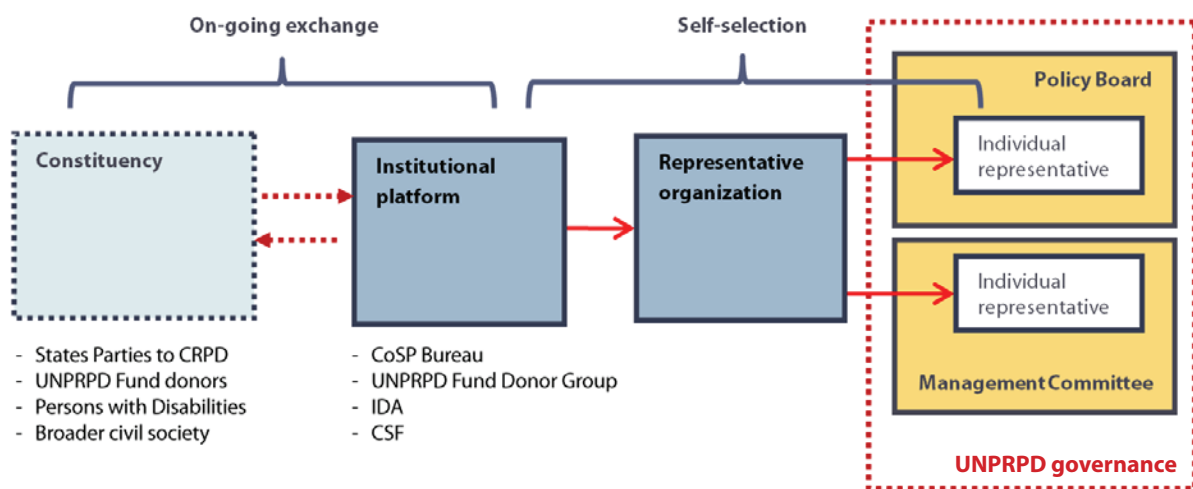 On-going exchange
Self-selection
Constituency
Institutional
platform
Representative
organization
Policy Board
Individual
representative
Individual
representative
Management Committee
- States Parties to CRPD
- UNPRPD Fund donors
- Persons with Disabilities
- Broader civil society
- CoSP Bureau
- UNPRPD Fund Donor Group
- IDA
- CSF
UNPRPD governance